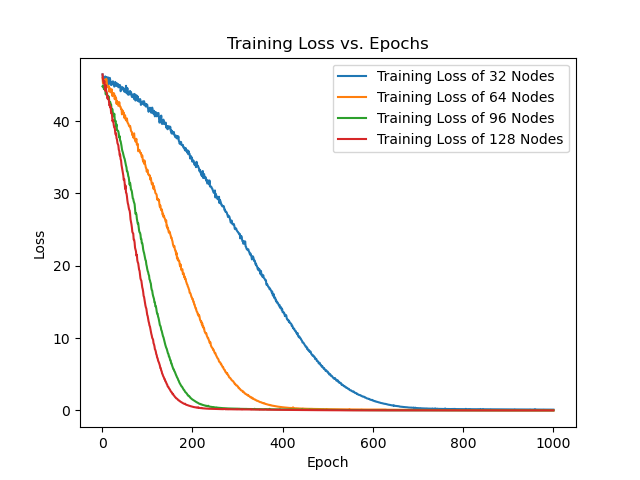 Training Loss vs. Epochs
Training Loss of 32 Nodes
Training Loss of 64 Nodes
Training Loss of 96 Nodes
Training Loss of 128 Nodes
Loss
40
30
20
10
0
0 200 400 600 800 1000
Epoch